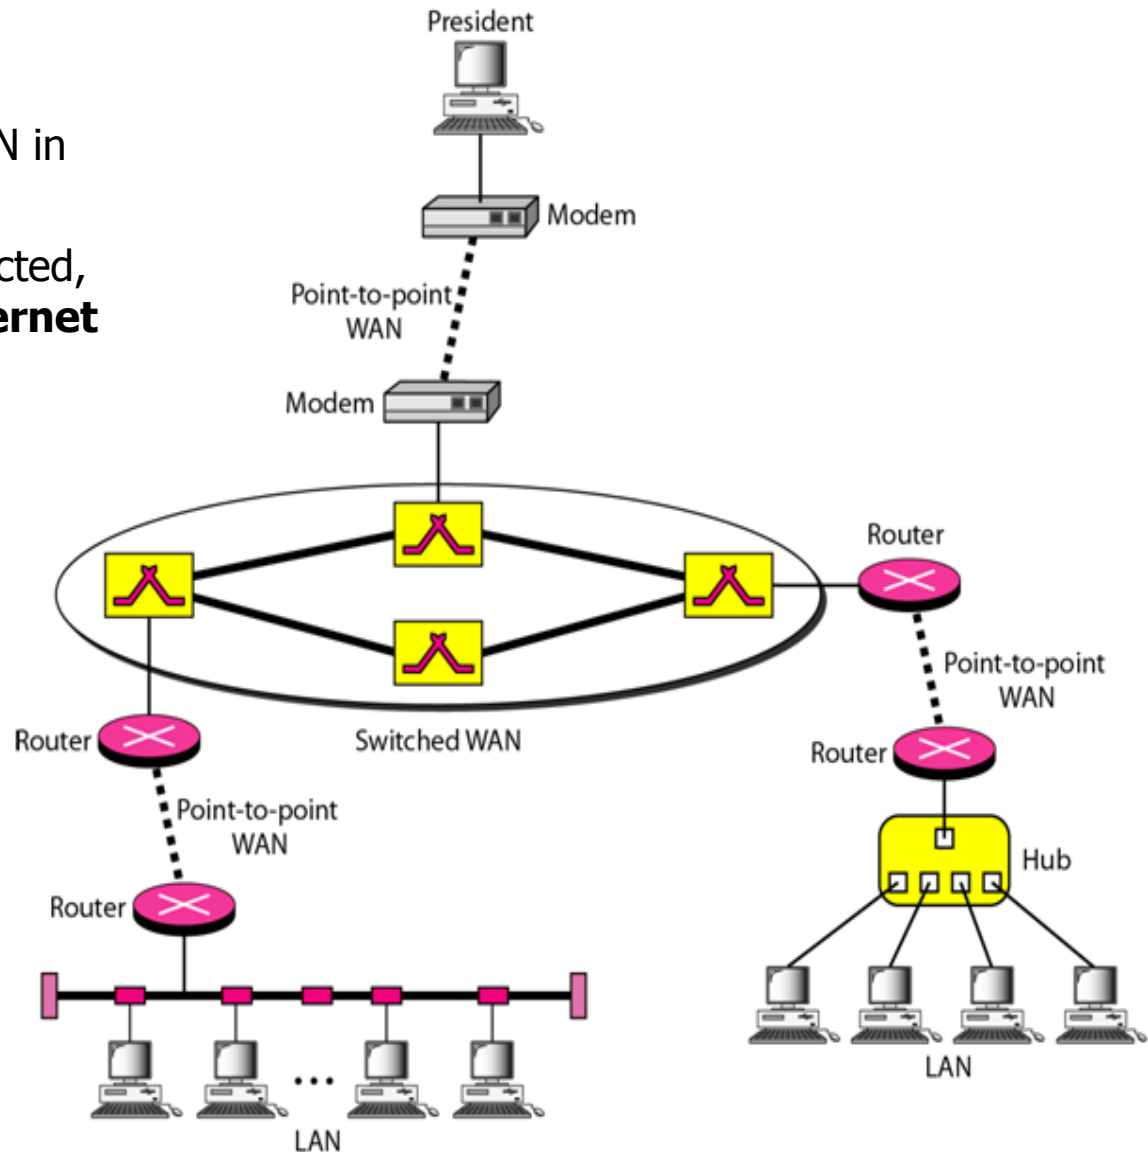 President
N in
Modem
cted,
ernet
Point-to-point
WAN
Modem
Router
Point-to-point
WAN
Router
Switched WAN
Router
Point-to-point
WAN
Hub
Router
LAN
LAN